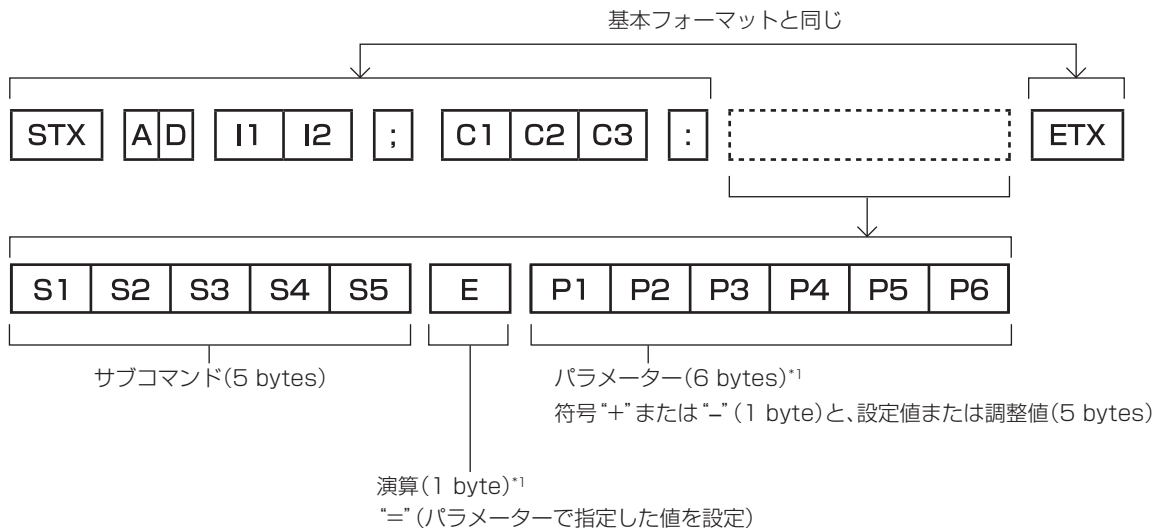 基本フォーマットと同じ
STX A D I1 I2 ; C1 C2 C3 : ETX
S1 S2 S3 S4 S5 E P1 P2 P3 P4 P5 P6
サブコマンド(5 bytes)
パラメーター(6 bytes)*1
符号“+”または“–”(1 byte)と、設定値または調整値(5 bytes)
演算(1 byte)*1
“=”(パラメーターで指定した値を設定)